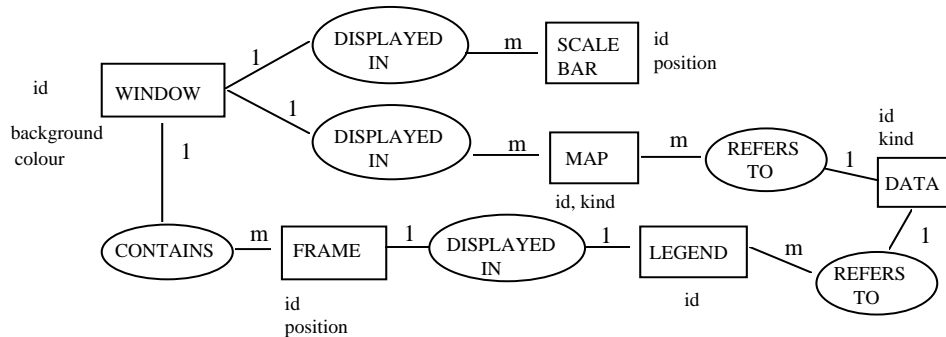 DISPLAYED
IN
1
m
SCALE
BAR
id
position
id
WINDOW
background
colour
1
1
DISPLAYED
IN
m
MAP
id, kind
m
REFERS
TO
1
id
kind
DATA
CONTAINS
m
FRAME
id
position
1
DISPLAYED
IN
1
LEGEND
id
m
REFERS
TO
1